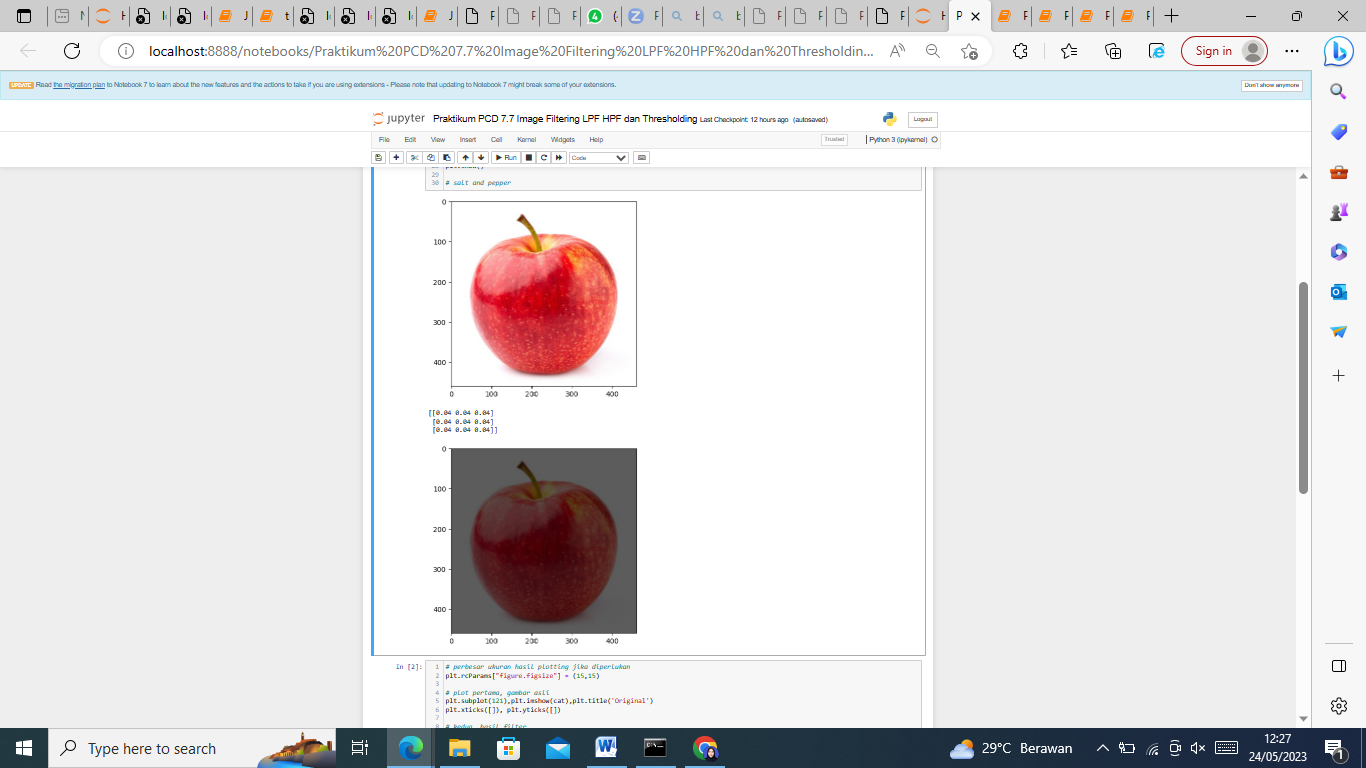 Sign in
localhost:8888/notebooks/Praktikum%20PCD%207.7%20Image%20Filtering%20LPF%20HPF%20dan%20Thresholdin...
UPDATE Read the migration plan to Notebook 7 to learn about the new features and the actions to take if you are using extensions - Please note that updating to Notebook 7 might break some of your extensions.
Don't show anymore
jupyter Praktikum PCD 7.7 Image Filtering LPF HPF dan Thresholding Last Checkpoint: 12 hours ago (autosaved)
Logout
File Edit View Insert Cell Kernel Widgets Help
Trusted
Python 3 (ipykernel)
Run
Code
29
30 # salt and pepper
0
100
200
300
400
0 100 200 300 400
[[0.04 0.04 0.04]
[0.04 0.04 0.04]
[0.04 0.04 0.04]]
0
100
200
300
400
0 100 200 300 400
In [2]:
1 # perbesar ukuran hasil plotting jika diperlukan
2 plt.rcParams["figure.figsize"] = (15,15)
3
4 # plot pertama, gambar asli
5 plt.subplot(121),plt.imshow(cat),plt.title('Original')
6 plt.xticks([]), plt.yticks([])
7
8 # kedua, hasil filter
Type here to search
29°C Berawan
12:27
24/05/2023
1